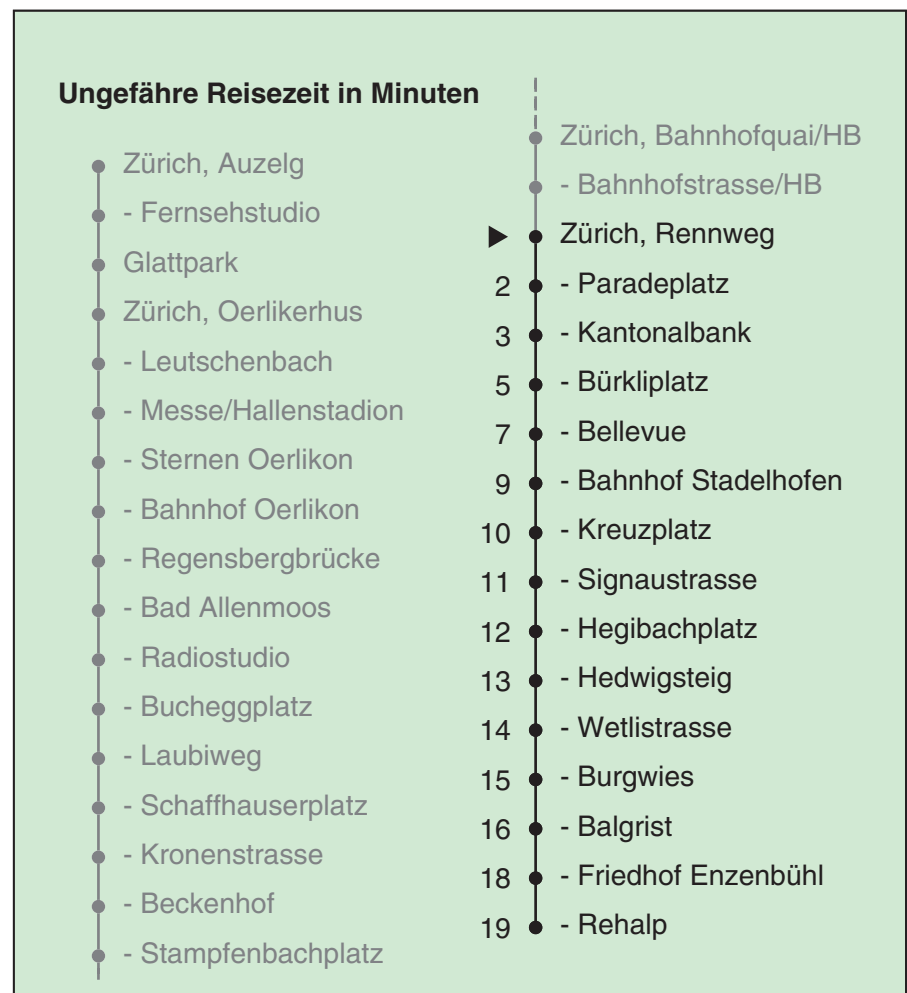 Ungefähre Reisezeit in Minuten
Zürich, Auzelg
- Fernsehstudio
Glattpark
Zürich, Oerlikerhus
- Leutschenbach
- Messe/Hallenstadion
- Sternen Oerlikon
- Bahnhof Oerlikon
- Regensbergbrücke
- Bad Allenmoos
- Radiostudio
- Bucheggplatz
- Laubiweg
- Schaffhauserplatz
- Kronenstrasse
- Beckenhof
- Stampfenbachplatz
Zürich, Bahnhofquai/HB
- Bahnhofstrasse/HB
Zürich, Rennweg
2 - Paradeplatz
3 - Kantonalbank
5 - Bürkliplatz
7 - Bellevue
9 - Bahnhof Stadelhofen
10 - Kreuzplatz
11 - Signaustrasse
12 - Hegibachplatz
13 - Hedwigsteig
14 - Wetlistrasse
15 - Burgwies
16 - Balgrist
18 - Friedhof Enzenbühl
19 - Rehalp